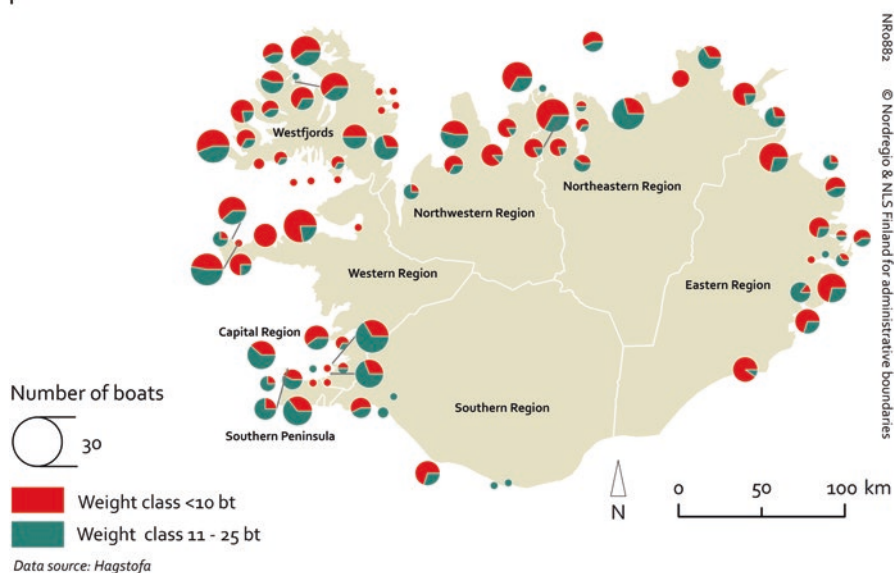 Westfjords
Northwestern Region
Northeastern Region
Western Region
Eastern Region
Capital Region
Southern Region
Southern Peninsula
Number of boats
30
Weight class <10 bt
Weight class 11 - 25 bt
Data source: Hagstofa
N
0 50 100 km
NR0882 © Nordregio & NLS Finland for administrative boundaries